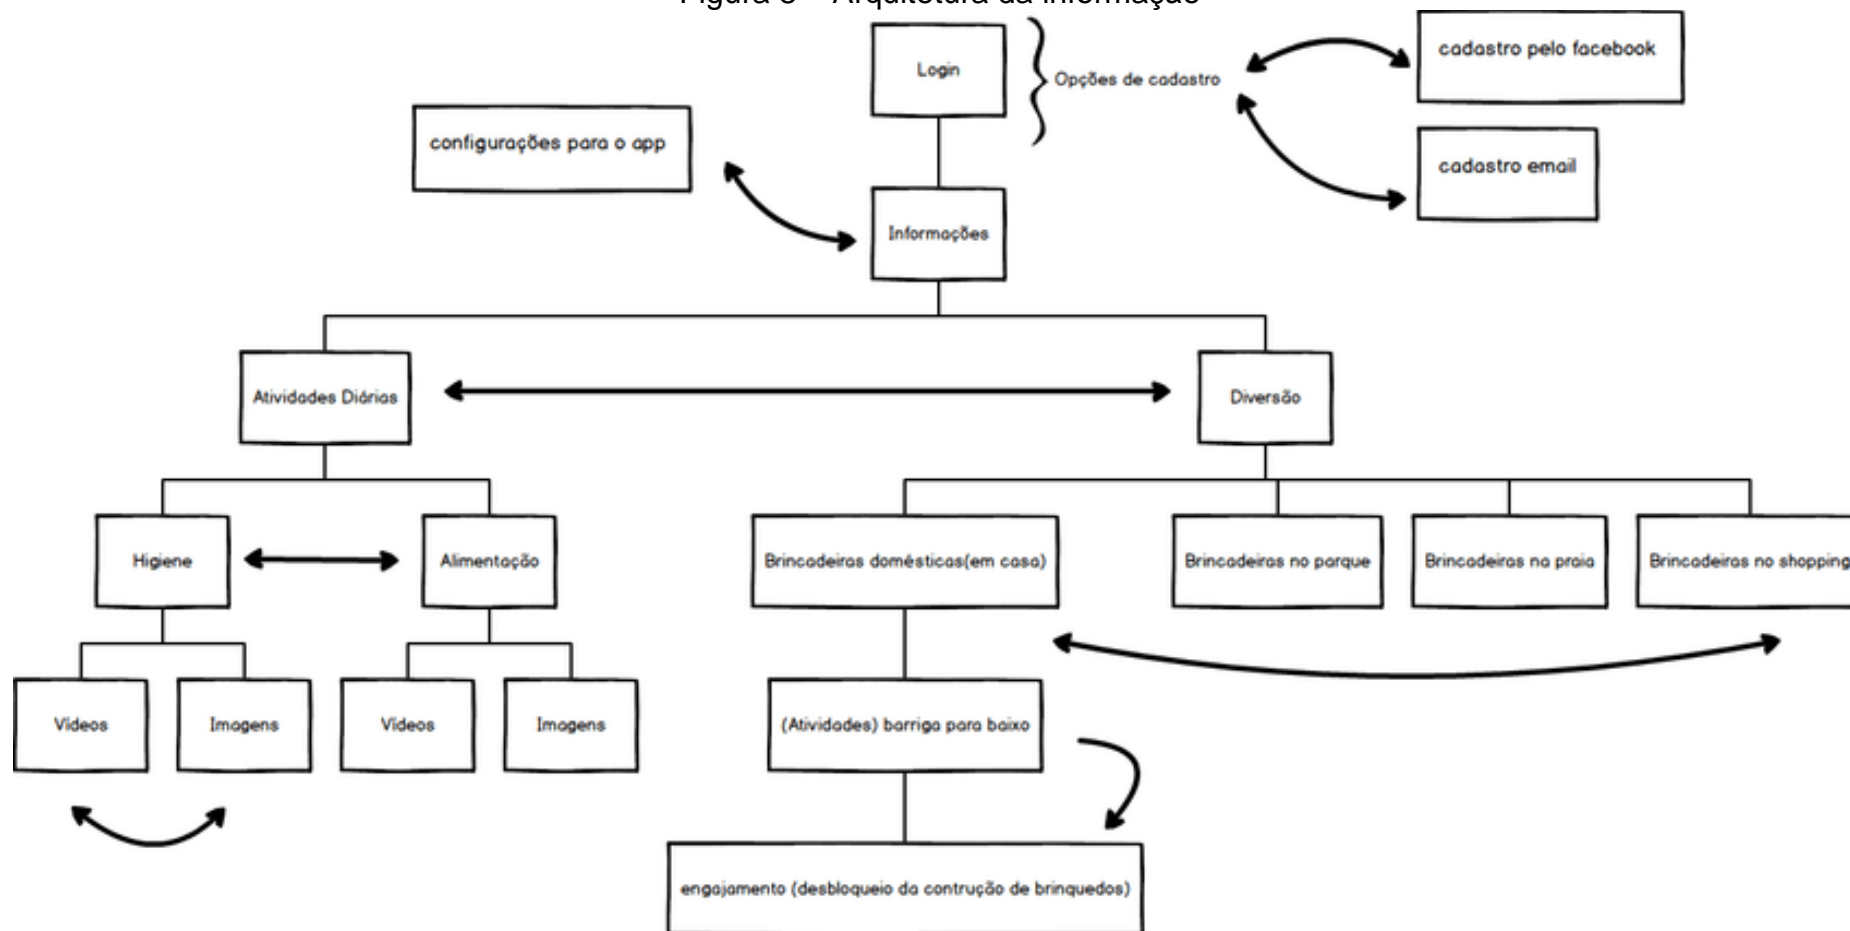 Arquitetura da informação
Login
Opções de cadastro
cadastro pelo facebook
configurações para o app
cadastro email
Informações
Atividades Diárias
Diversão
Higiene
Alimentação
Brincadeiras domésticas(em casa)
Brincadeiras no parque
Brincadeiras na praia
Brincadeiras no shopping
Vídeos
Imagens
Vídeos
Imagens
(Atividades) barriga para baixo
engajamento (desbloqueio da contrução de brinquedos)